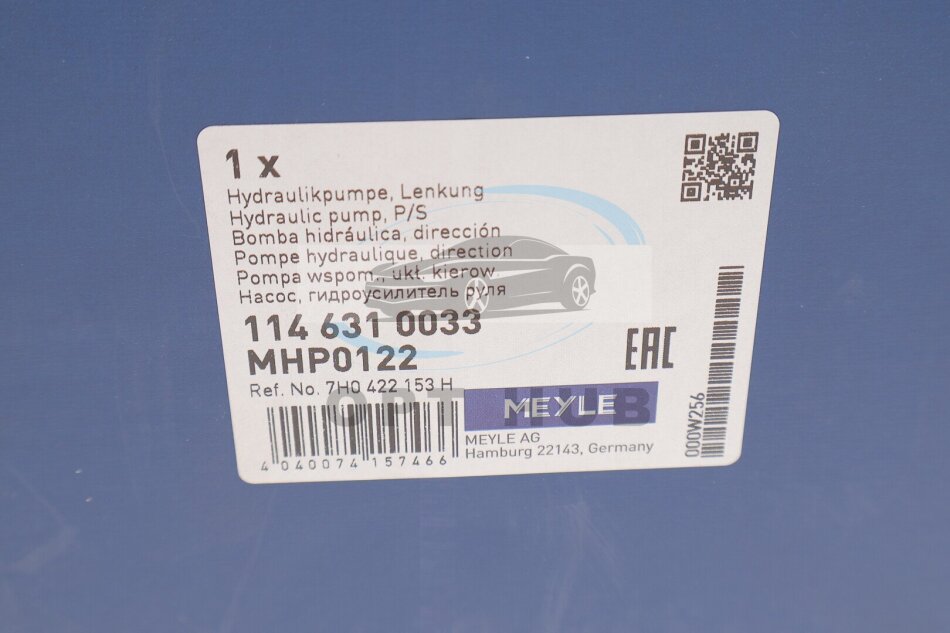 1 x
Hydraulikpumpe, Lenkung
Hydraulic pump, P/S
Bomba hidráulica, dirección
Pompe hydraulique, direction
Pompa wspom., ukł. kierow.
Насос, гидроусилитель руля
114 631 0033
MHP0122
EAC
Ref. No. 7H0 422 153 H
MEYLE
OPT HUB
MEYLE AG
Hamburg 22143, Germany
4 040074 157466
000W256